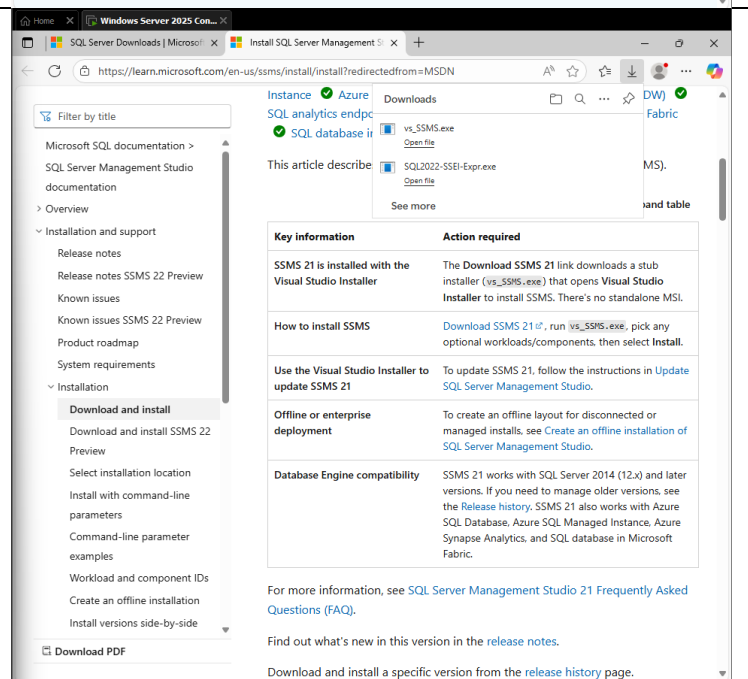 Home
Windows Server 2025 Con...
SQL Server Downloads | Microsoft
Install SQL Server Management S
https://learn.microsoft.com/en-us/ssms/install/install?redirectedfrom=MSDN
Filter by title
Microsoft SQL documentation >
SQL Server Management Studio
documentation
Overview
Installation and support
Release notes
Release notes SSMS 22 Preview
Known issues
Known issues SSMS 22 Preview
Product roadmap
System requirements
Installation
Download and install
Download and install SSMS 22
Preview
Select installation location
Install with command-line
parameters
Command-line parameter
examples
Workload and component IDs
Create an offline installation
Install versions side-by-side
Download PDF
Downloads
vs_SSMS.exe
Open file
SQL2022-SSEI-Expr.exe
Open file
See more
Instance Azure DW)
SQL analytics endpo Fabric
SQL database in
This article describe MS).
and table
Key information Action required
SSMS 21 is installed with the
Visual Studio Installer
The Download SSMS 21 link downloads a stub
installer (vs_SSMS.exe) that opens Visual Studio
Installer to install SSMS. There's no standalone MSI.
How to install SSMS
Download SSMS 21, run vs_SSMS.exe, pick any
optional workloads/components, then select Install.
Use the Visual Studio Installer to
update SSMS 21
To update SSMS 21, follow the instructions in Update
SQL Server Management Studio.
Offline or enterprise
deployment
To create an offline layout for disconnected or
managed installs, see Create an offline installation of
SQL Server Management Studio.
Database Engine compatibility
SSMS 21 works with SQL Server 2014 (12.x) and later
versions. If you need to manage older versions, see
the Release history. SSMS 21 also works with Azure
SQL Database, Azure SQL Managed Instance, Azure
Synapse Analytics, and SQL database in Microsoft
Fabric.
For more information, see SQL Server Management Studio 21 Frequently Asked
Questions (FAQ).
Find out what's new in this version in the release notes.
Download and install a specific version from the release history page.